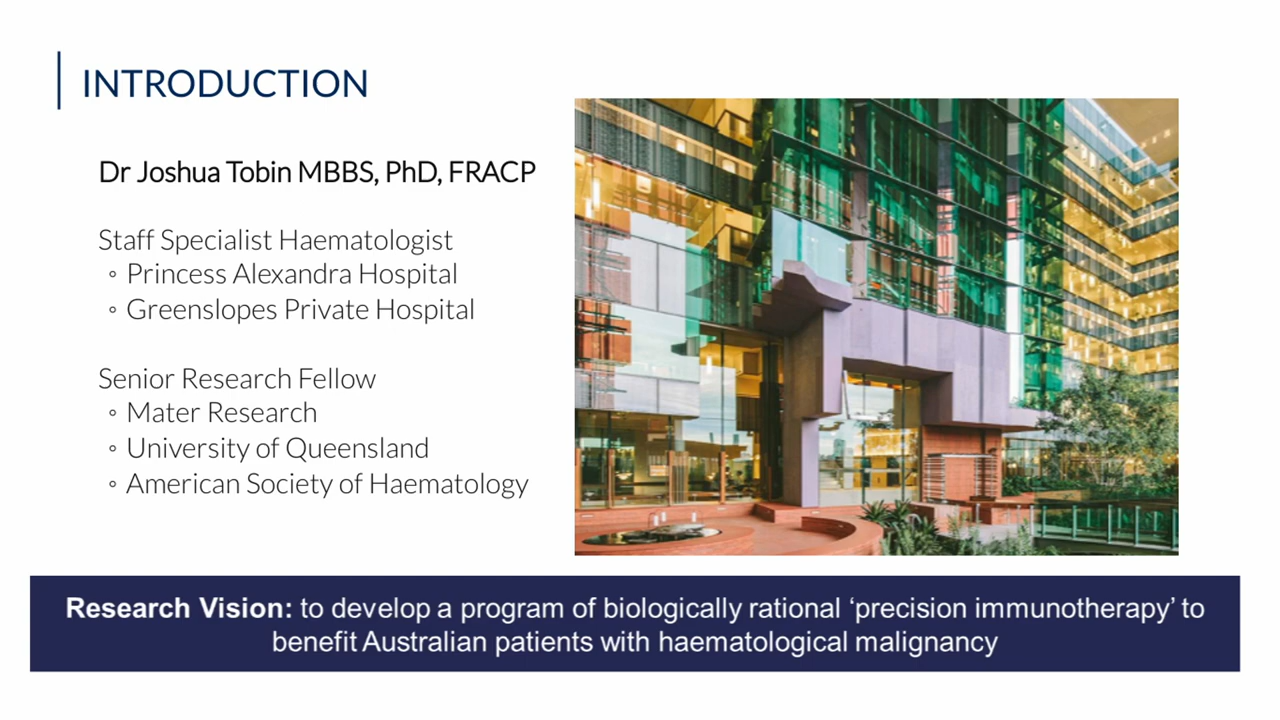 INTRODUCTION
Dr Joshua Tobin MBBS, PhD, FRACP
Staff Specialist Haematologist
◦ Princess Alexandra Hospital
◦ Greenslopes Private Hospital
Senior Research Fellow
◦ Mater Research
◦ University of Queensland
◦ American Society of Haematology
Research Vision: to develop a program of biologically rational ‘precision immunotherapy’ to
benefit Australian patients with haematological malignancy